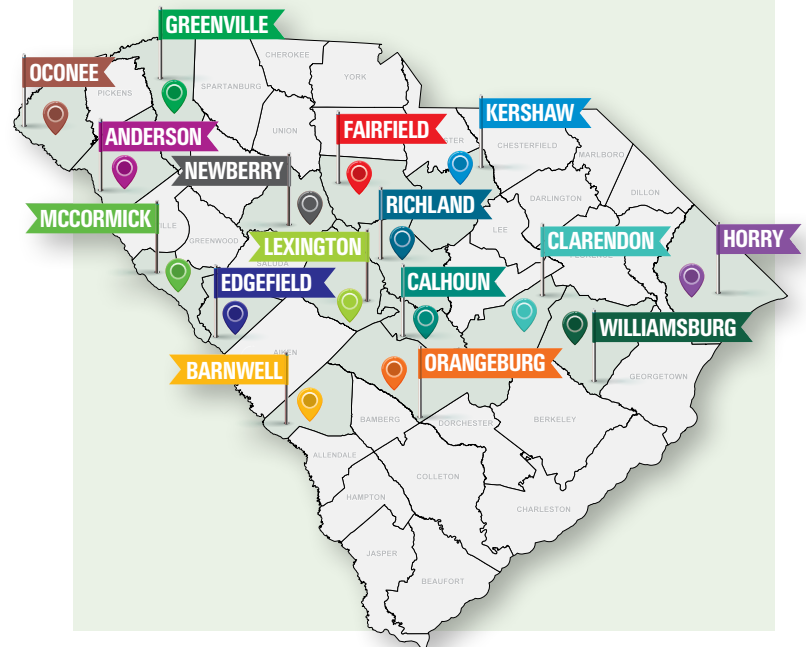 GREENVILLE
CHEROKEE
OCONEE
YORK
PICKENS
SPARTANBURG
KERSHAW
UNION
FAIRFIELD
TER
ANDERSON
CHESTERFIELD
MARLBORO
NEWBERRY
DILLON
DARLINGTON
RICHLAND
MCCORMICK
VILLE
LEE
HORRY
GREENWOOD
LEXINGTON
CLARENDON
SALUDA
EDGEFIELD
CALHOUN
WILLIAMSBURG
AIKEN
BARNWELL
ORANGEBURG
GEORGETOWN
BAMBERG
DORCHESTER
BERKELEY
ALLENDALE
COLLETON
HAMPTON
CHARLESTON
JASPER
BEAUFORT